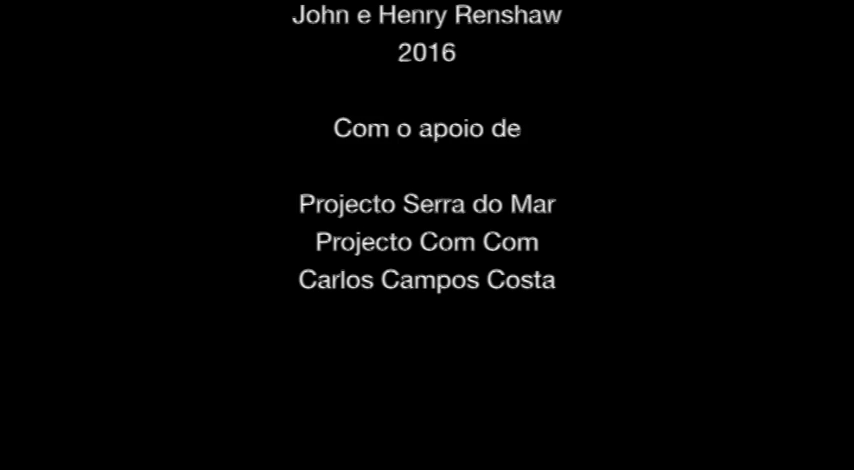 John e Henry Renshaw
2016
Com o apoio de
Projecto Serra do Mar
Projecto Com Com
Carlos Campos Costa